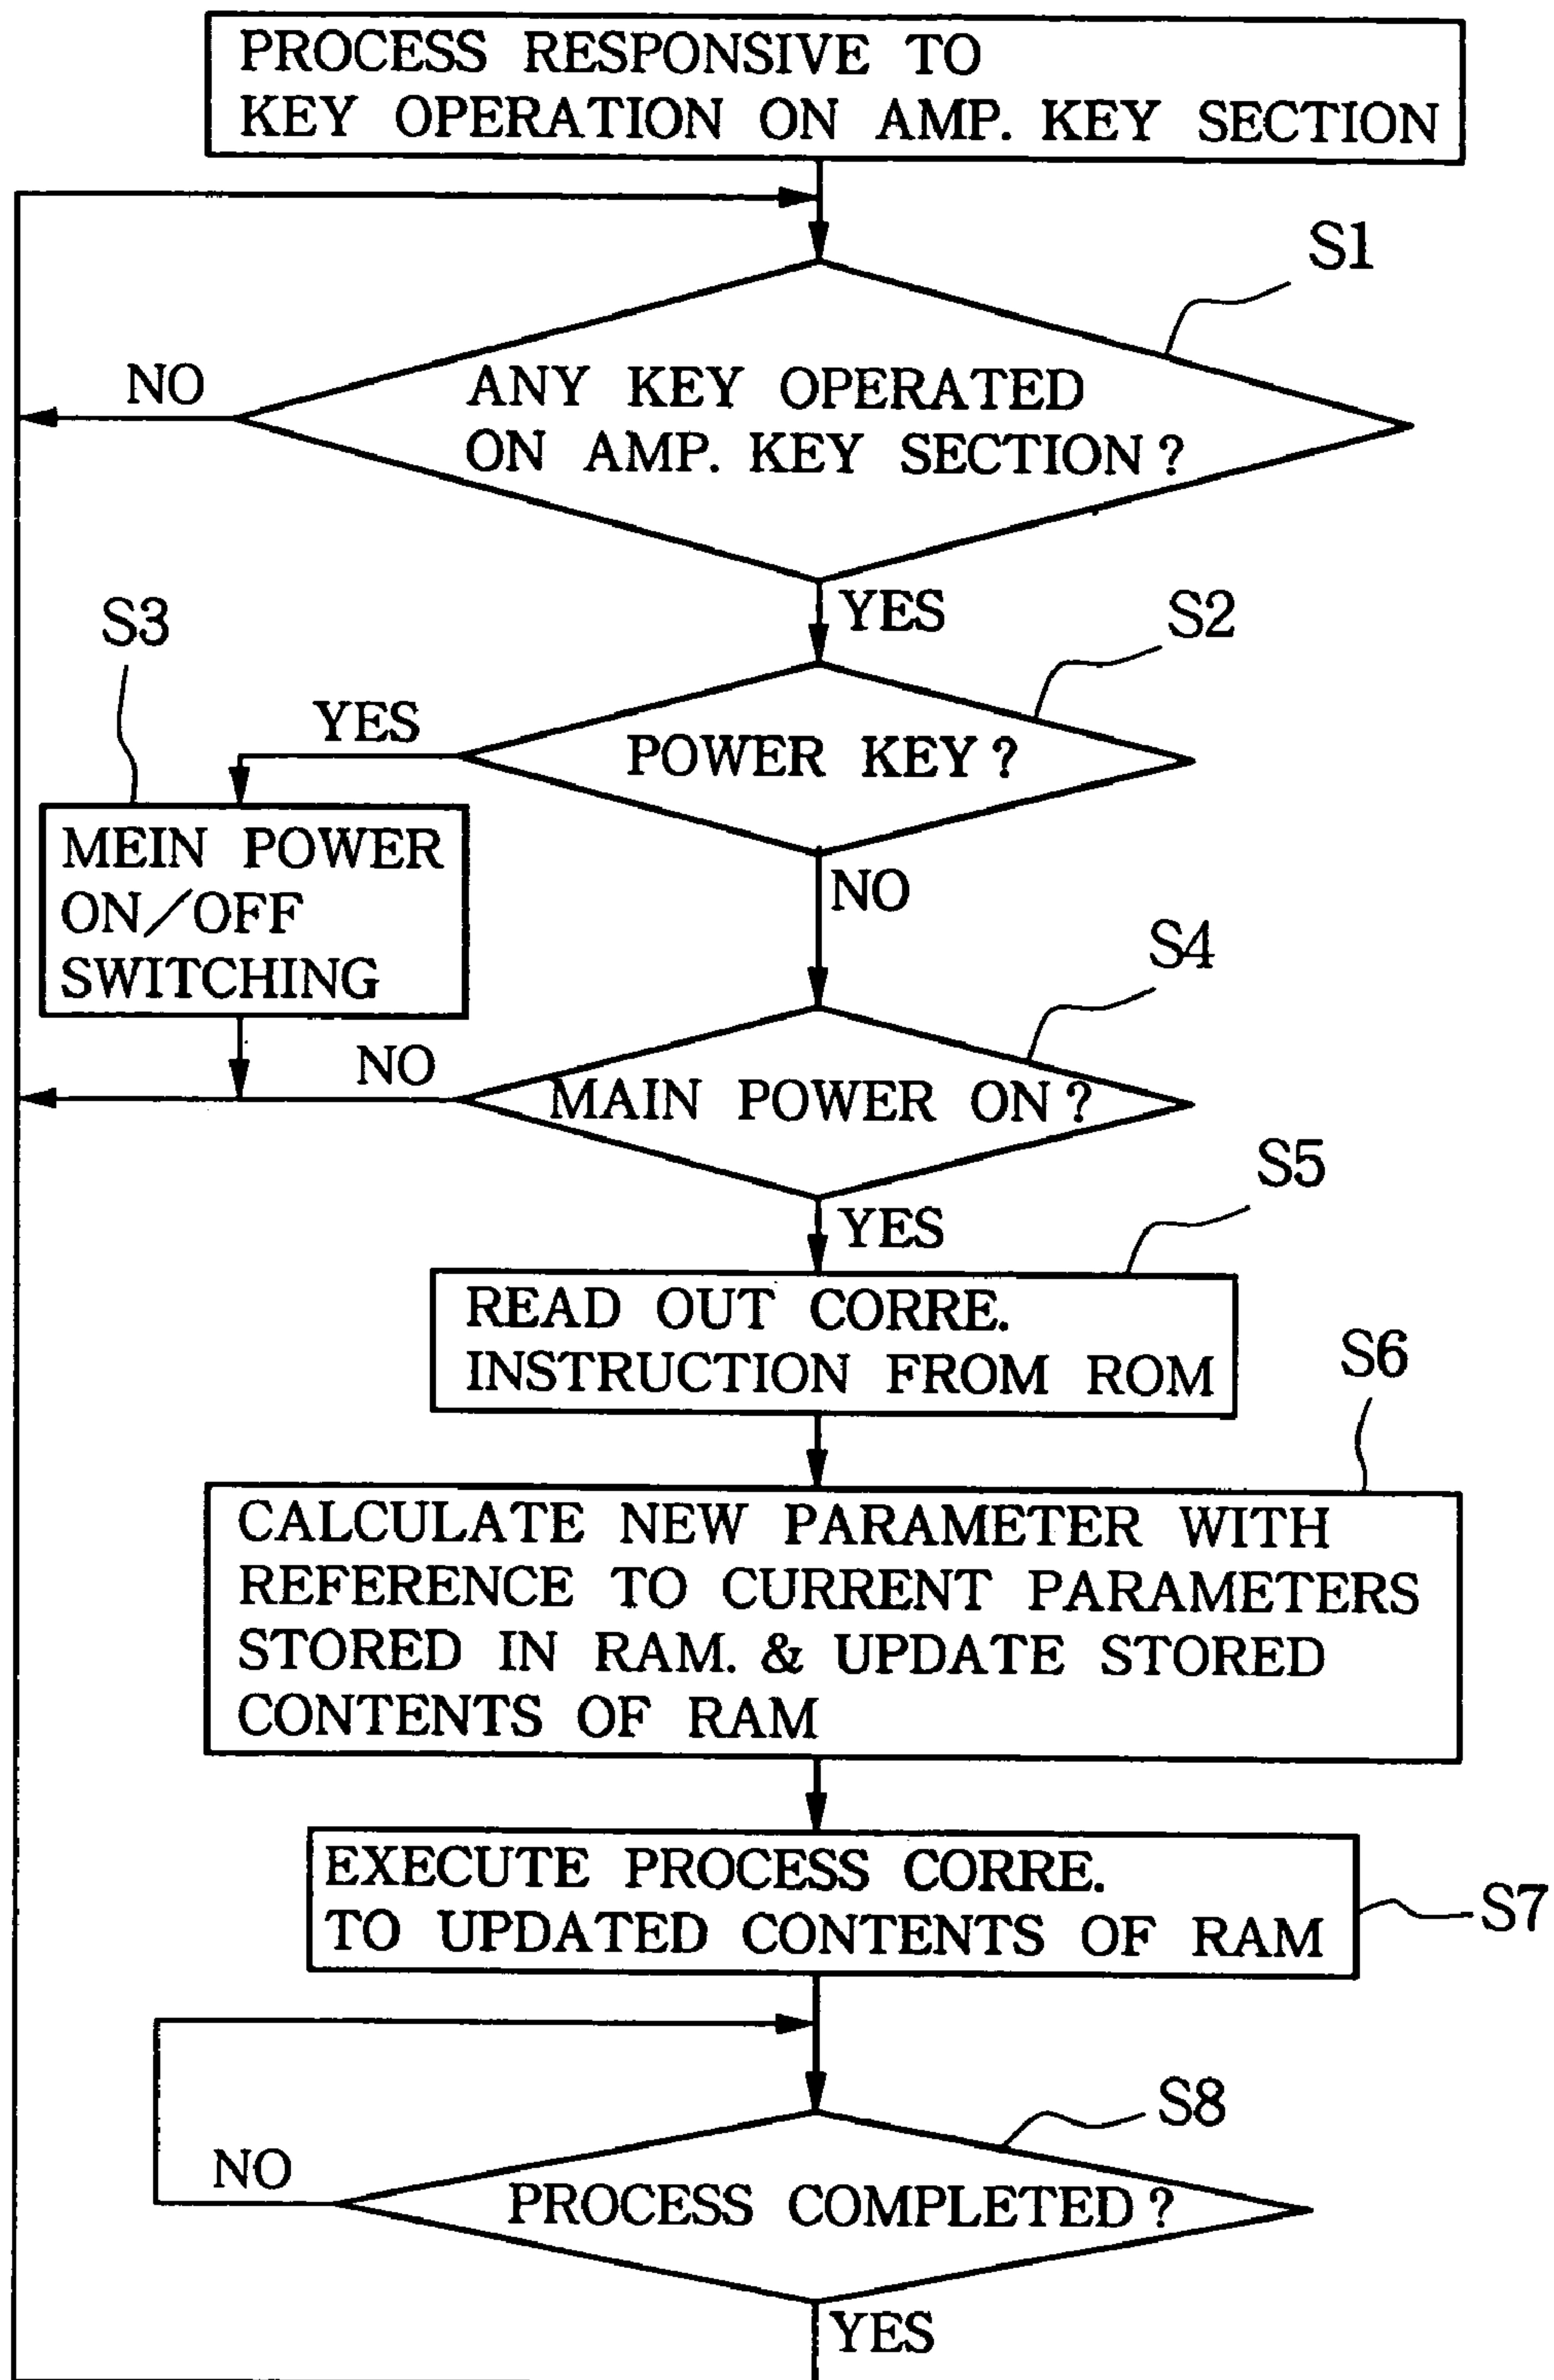 PROCESS RESPONSIVE TO
KEY OPERATION ON AMP. KEY SECTION
S1
NO
ANY KEY OPERATED
ON AMP. KEY SECTION?
YES
S2
S3
YES
POWER KEY?
MEIN POWER
ON/OFF
SWITCHING
NO
S4
NO
MAIN POWER ON?
YES
S5
READ OUT CORRE.
INSTRUCTION FROM ROM
S6
CALCULATE NEW PARAMETER WITH
REFERENCE TO CURRENT PARAMETERS
STORED IN RAM. & UPDATE STORED
CONTENTS OF RAM
EXECUTE PROCESS CORRE.
TO UPDATED CONTENTS OF RAM
S7
S8
NO
PROCESS COMPLETED?
YES